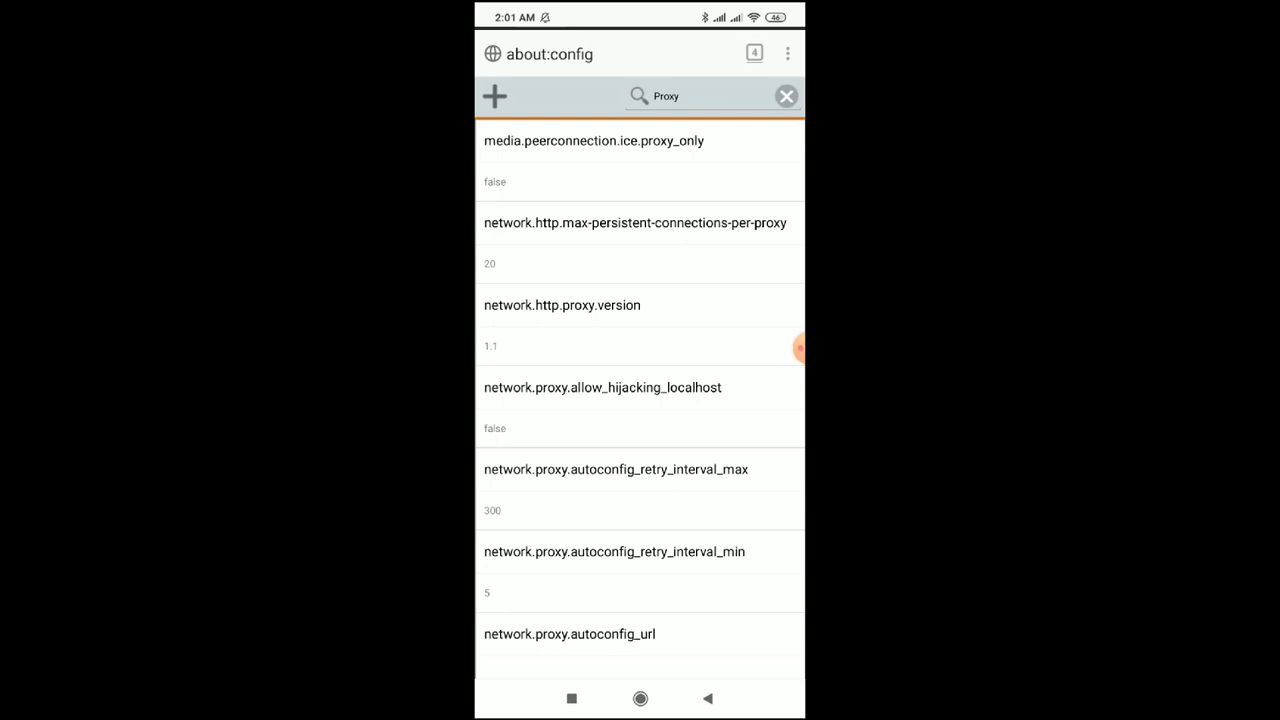 2:01 AM
46
about:config
4
Proxy
media.peerconnection.ice.proxy_only
false
network.http.max-persistent-connections-per-proxy
20
network.http.proxy.version
1.1
network.proxy.allow_hijacking_localhost
false
network.proxy.autoconfig_retry_interval_max
300
network.proxy.autoconfig_retry_interval_min
5
network.proxy.autoconfig_url